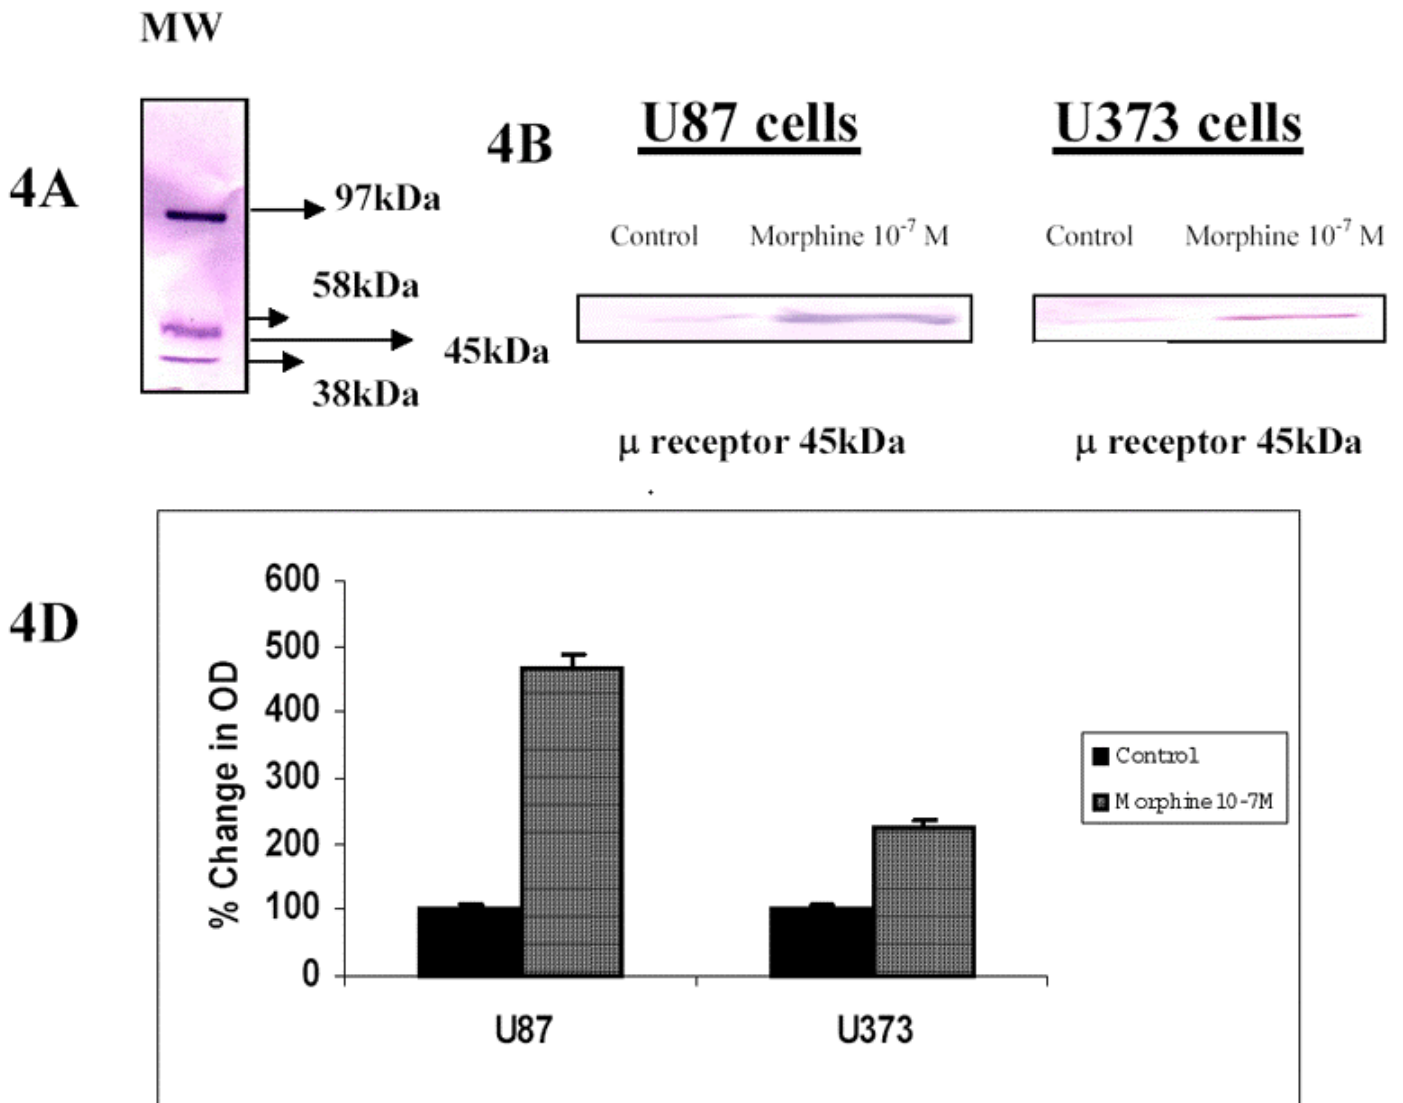 MW
4A
97kDa
58kDa
45kDa
38kDa
4B
U87 cells
U373 cells
Control Morphine 10⁻⁷ M
Control Morphine 10⁻⁷ M
μ receptor 45kDa
μ receptor 45kDa
4D
% Change in OD
600
500
400
300
200
100
0
U87
U373
Control
Morphine10-7M